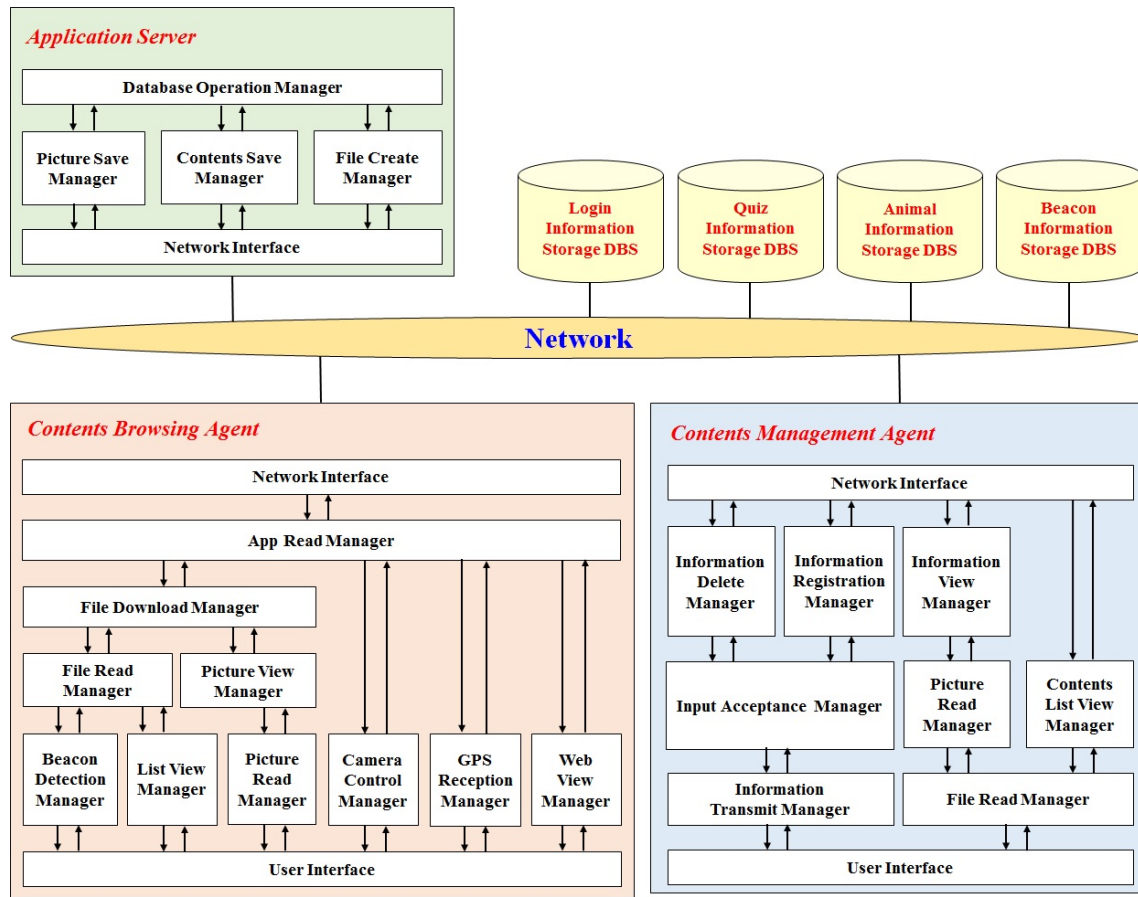 Application Server
Database Operation Manager
Picture Save
Manager
Contents Save
Manager
File Create
Manager
Network Interface
Login
Information
Storage DBS
Quiz
Information
Storage DBS
Animal
Information
Storage DBS
Beacon
Information
Storage DBS
Network
Contents Browsing Agent
Network Interface
App Read Manager
File Download Manager
File Read
Manager
Picture View
Manager
Beacon
Detection
Manager
List View
Manager
Picture
Read
Manager
Camera
Control
Manager
GPS
Reception
Manager
Web
View
Manager
User Interface
Contents Management Agent
Network Interface
Information
Delete
Manager
Information
Registration
Manager
Information
View
Manager
Input Acceptance Manager
Picture
Read
Manager
Contents
List View
Manager
Information
Transmit Manager
File Read Manager
User Interface